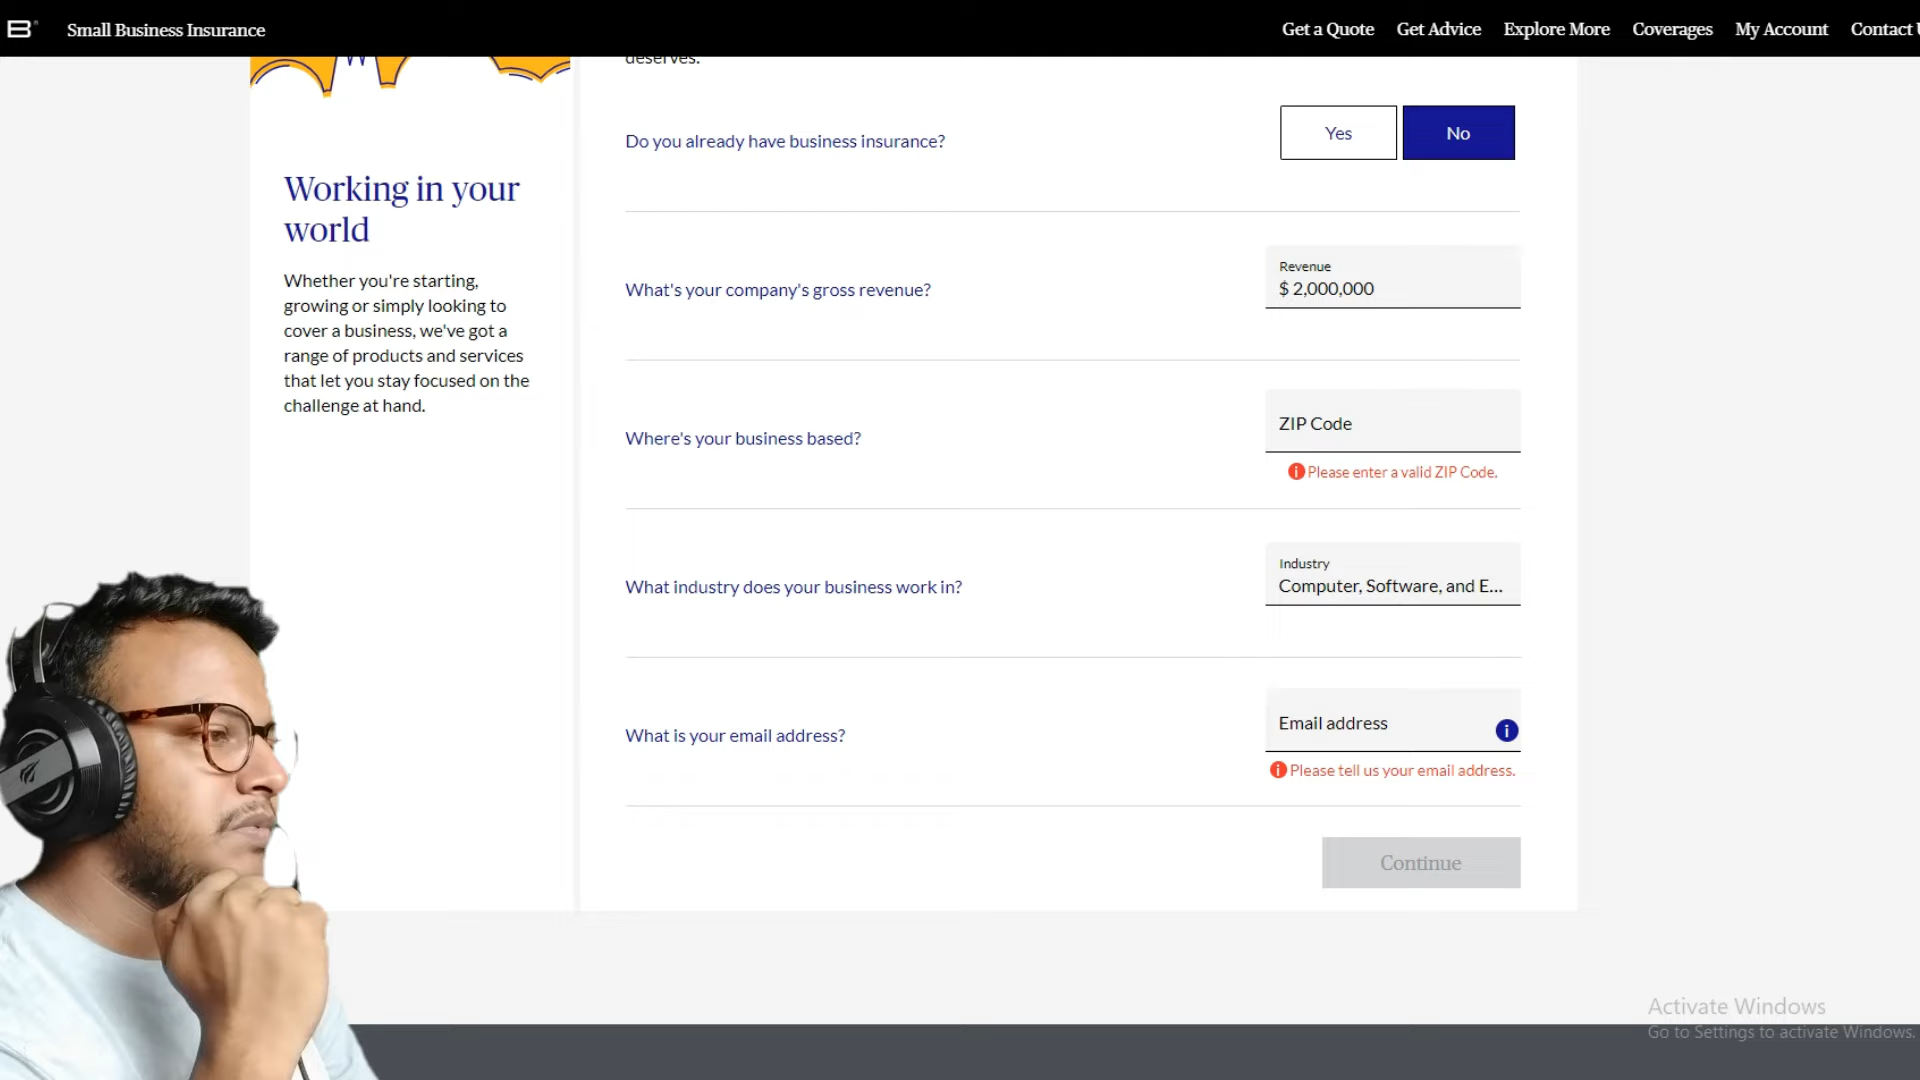 B Small Business Insurance Get a Quote Get Advice Explore More Coverages My Account Contact
deserves.
Do you already have business insurance? Yes No
Working in your
world
Whether you're starting,
growing or simply looking to
cover a business, we've got a
range of products and services
that let you stay focused on the
challenge at hand.
Revenue
What's your company's gross revenue? $ 2,000,000
Where's your business based? ZIP Code
Please enter a valid ZIP Code.
Industry
What industry does your business work in? Computer, Software, and E...
What is your email address? Email address
Please tell us your email address.
Continue
Activate Windows
Go to Settings to activate Windows.